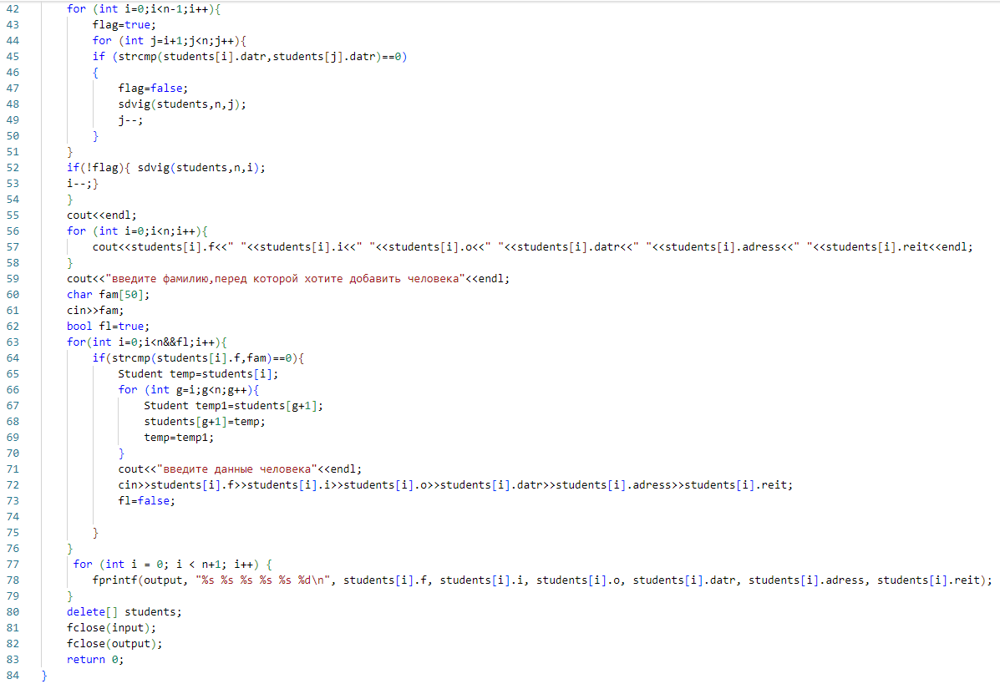 42 for (int i=0;i<n-1;i++){
43 flag=true;
44 for (int j=i+1;j<n;j++){
45 if (strcmp(students[i].datr,students[j].datr)==0)
46 {
47 flag=false;
48 sdvig(students,n,j);
49 j--;
50 }
51 }
52 if(!flag){ sdvig(students,n,i);
53 i--;}
54 }
55 cout<<endl;
56 for (int i=0;i<n;i++){
57 cout<<students[i].f<<" "<<students[i].i<<" "<<students[i].o<<" "<<students[i].datr<<" "<<students[i].adress<<" "<<students[i].reit<<endl;
58 }
59 cout<<"введите фамилию,перед которой хотите добавить человека"<<endl;
60 char fam[50];
61 cin>>fam;
62 bool fl=true;
63 for(int i=0;i<n&&fl;i++){
64 if(strcmp(students[i].f,fam)==0){
65 Student temp=students[i];
66 for (int g=i;g<n;g++){
67 Student temp1=students[g+1];
68 students[g+1]=temp;
69 temp=temp1;
70 }
71 cout<<"введите данные человека"<<endl;
72 cin>>students[i].f>>students[i].i>>students[i].o>>students[i].datr>>students[i].adress>>students[i].reit;
73 fl=false;
74
75 }
76 }
77 for (int i = 0; i < n+1; i++) {
78 fprintf(output, "%s %s %s %s %s %d\n", students[i].f, students[i].i, students[i].o, students[i].datr, students[i].adress, students[i].reit);
79 }
80 delete[] students;
81 fclose(input);
82 fclose(output);
83 return 0;
84 }